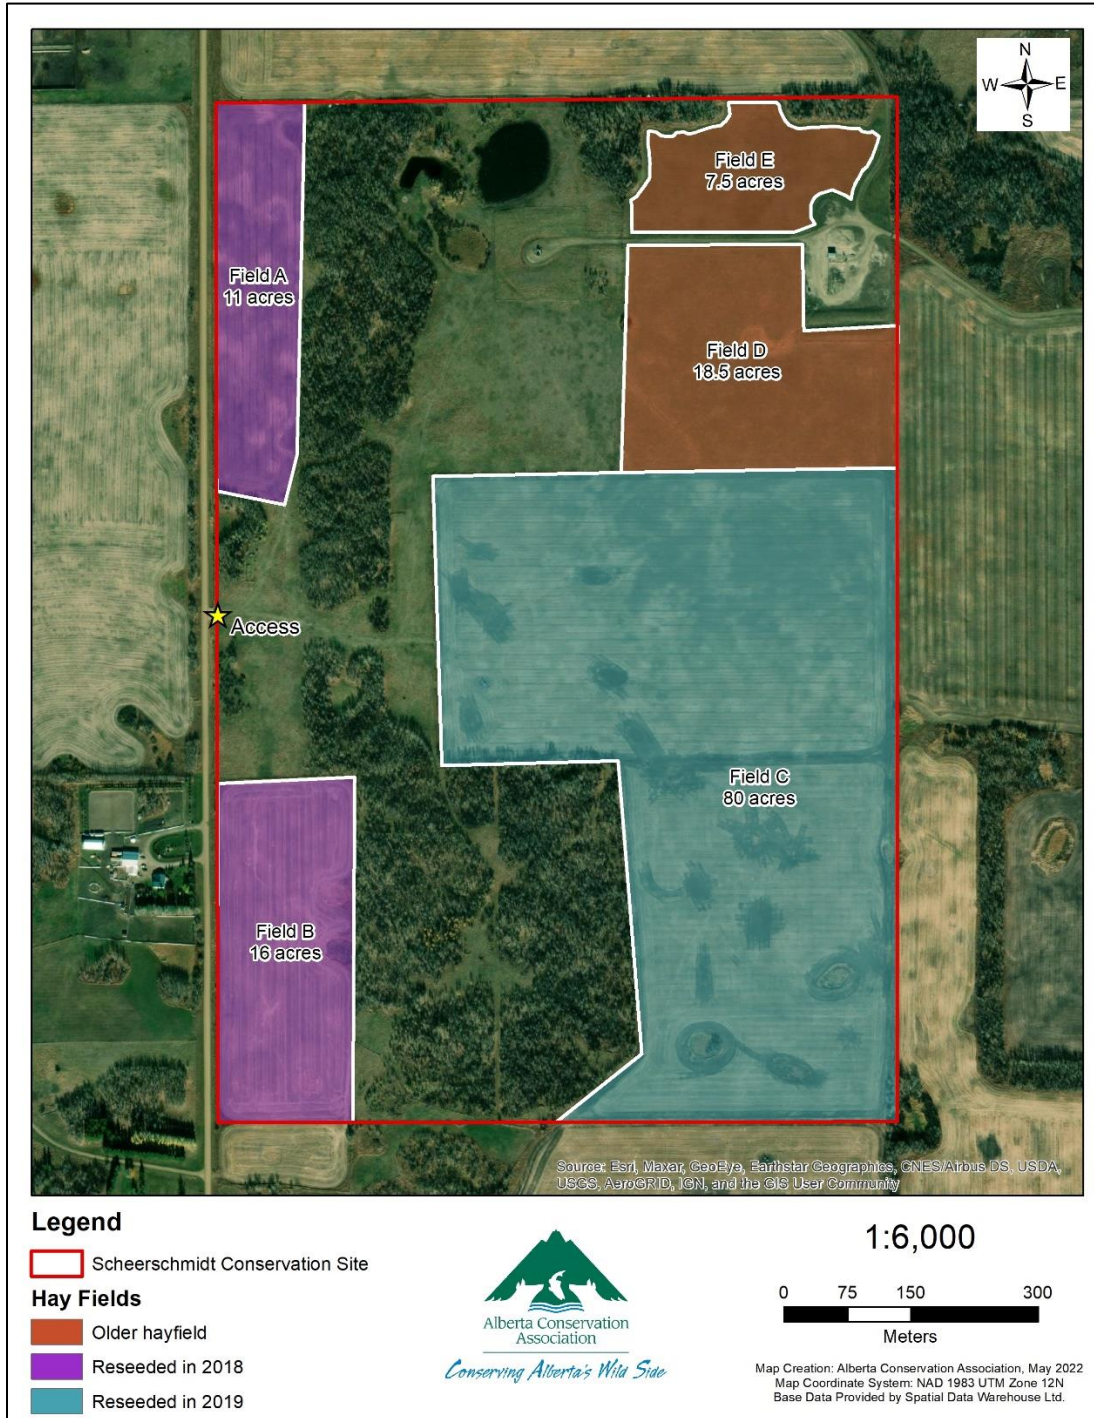 N
W E
S
Field E
7.5 acres
Field A
11 acres
Field D
18.5 acres
Access
Field C
80 acres
Field B
16 acres
Source: Esri, Maxar, GeoEye, Earthstar Geographics, CNES/Airbus DS, USDA,
USGS, AeroGRID, IGN, and the GIS User Community
Legend
Scheerschmidt Conservation Site
Hay Fields
Older hayfield
Reseeded in 2018
Reseeded in 2019
Alberta Conservation
Association
Conserving Alberta's Wild Side
1:6,000
0 75 150 300
Meters
Map Creation: Alberta Conservation Association, May 2022
Map Coordinate System: NAD 1983 UTM Zone 12N
Base Data Provided by Spatial Data Warehouse Ltd.